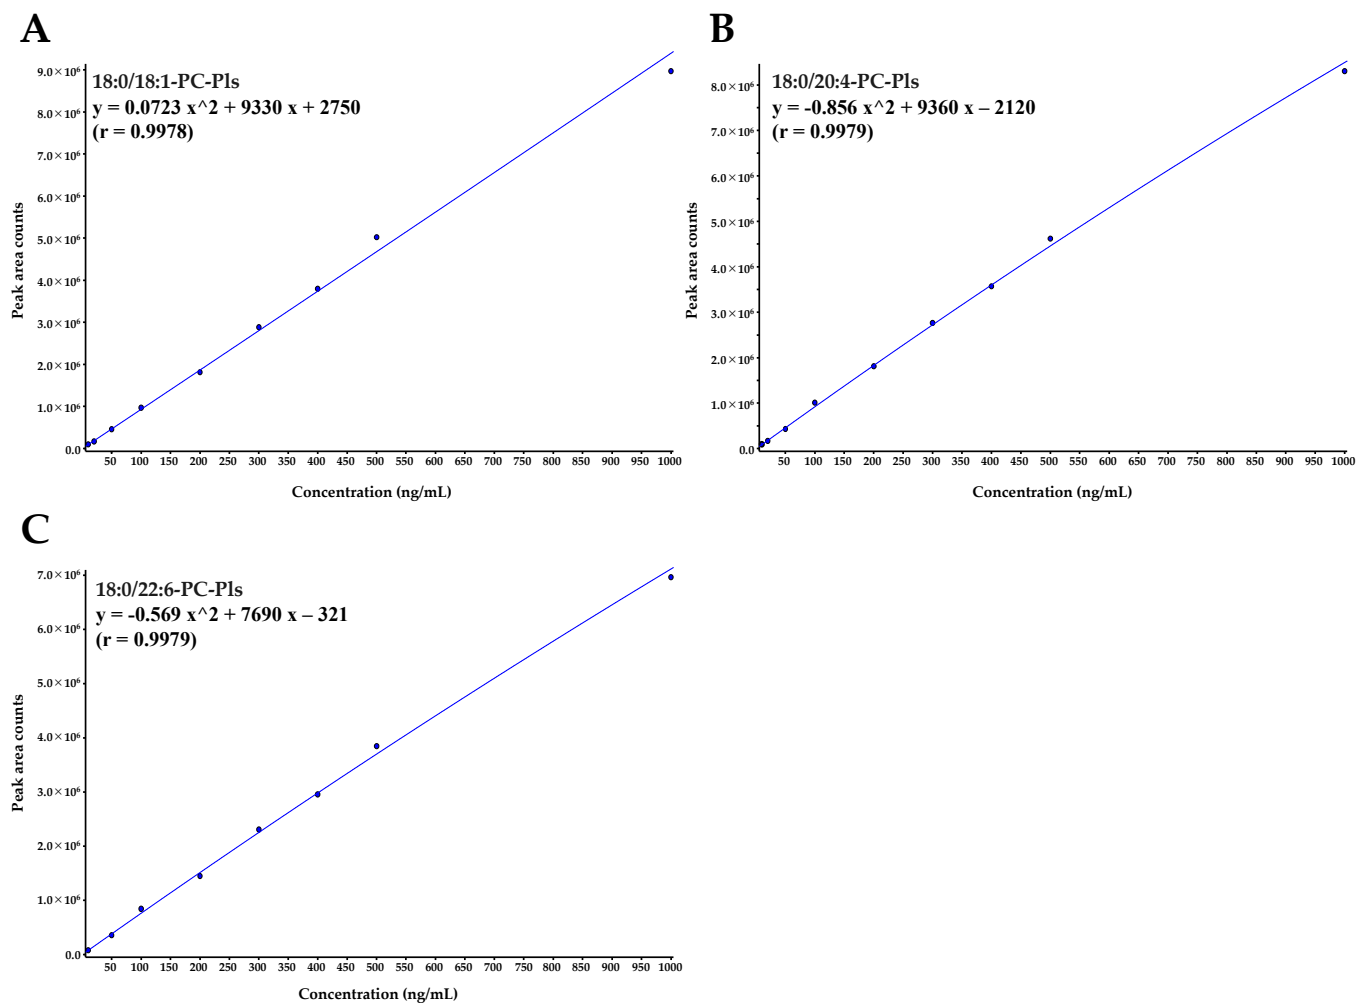 A
18:0/18:1-PC-Pls
y = 0.0723 x^2 + 9330 x + 2750
(r = 0.9978)
Peak area counts
9.0×10⁶
8.0×10⁶
7.0×10⁶
6.0×10⁶
5.0×10⁶
4.0×10⁶
3.0×10⁶
2.0×10⁶
1.0×10⁶
0.0
50 100 150 200 250 300 350 400 450 500 550 600 650 700 750 800 850 900 950 1000
Concentration (ng/mL)
B
18:0/20:4-PC-Pls
y = -0.856 x^2 + 9360 x – 2120
(r = 0.9979)
Peak area counts
8.0×10⁶
7.0×10⁶
6.0×10⁶
5.0×10⁶
4.0×10⁶
3.0×10⁶
2.0×10⁶
1.0×10⁶
0.0
50 100 150 200 250 300 350 400 450 500 550 600 650 700 750 800 850 900 950 1000
Concentration (ng/mL)
C
18:0/22:6-PC-Pls
y = -0.569 x^2 + 7690 x – 321
(r = 0.9979)
Peak area counts
7.0×10⁶
6.0×10⁶
5.0×10⁶
4.0×10⁶
3.0×10⁶
2.0×10⁶
1.0×10⁶
0.0
50 100 150 200 250 300 350 400 450 500 550 600 650 700 750 800 850 900 950 1000
Concentration (ng/mL)